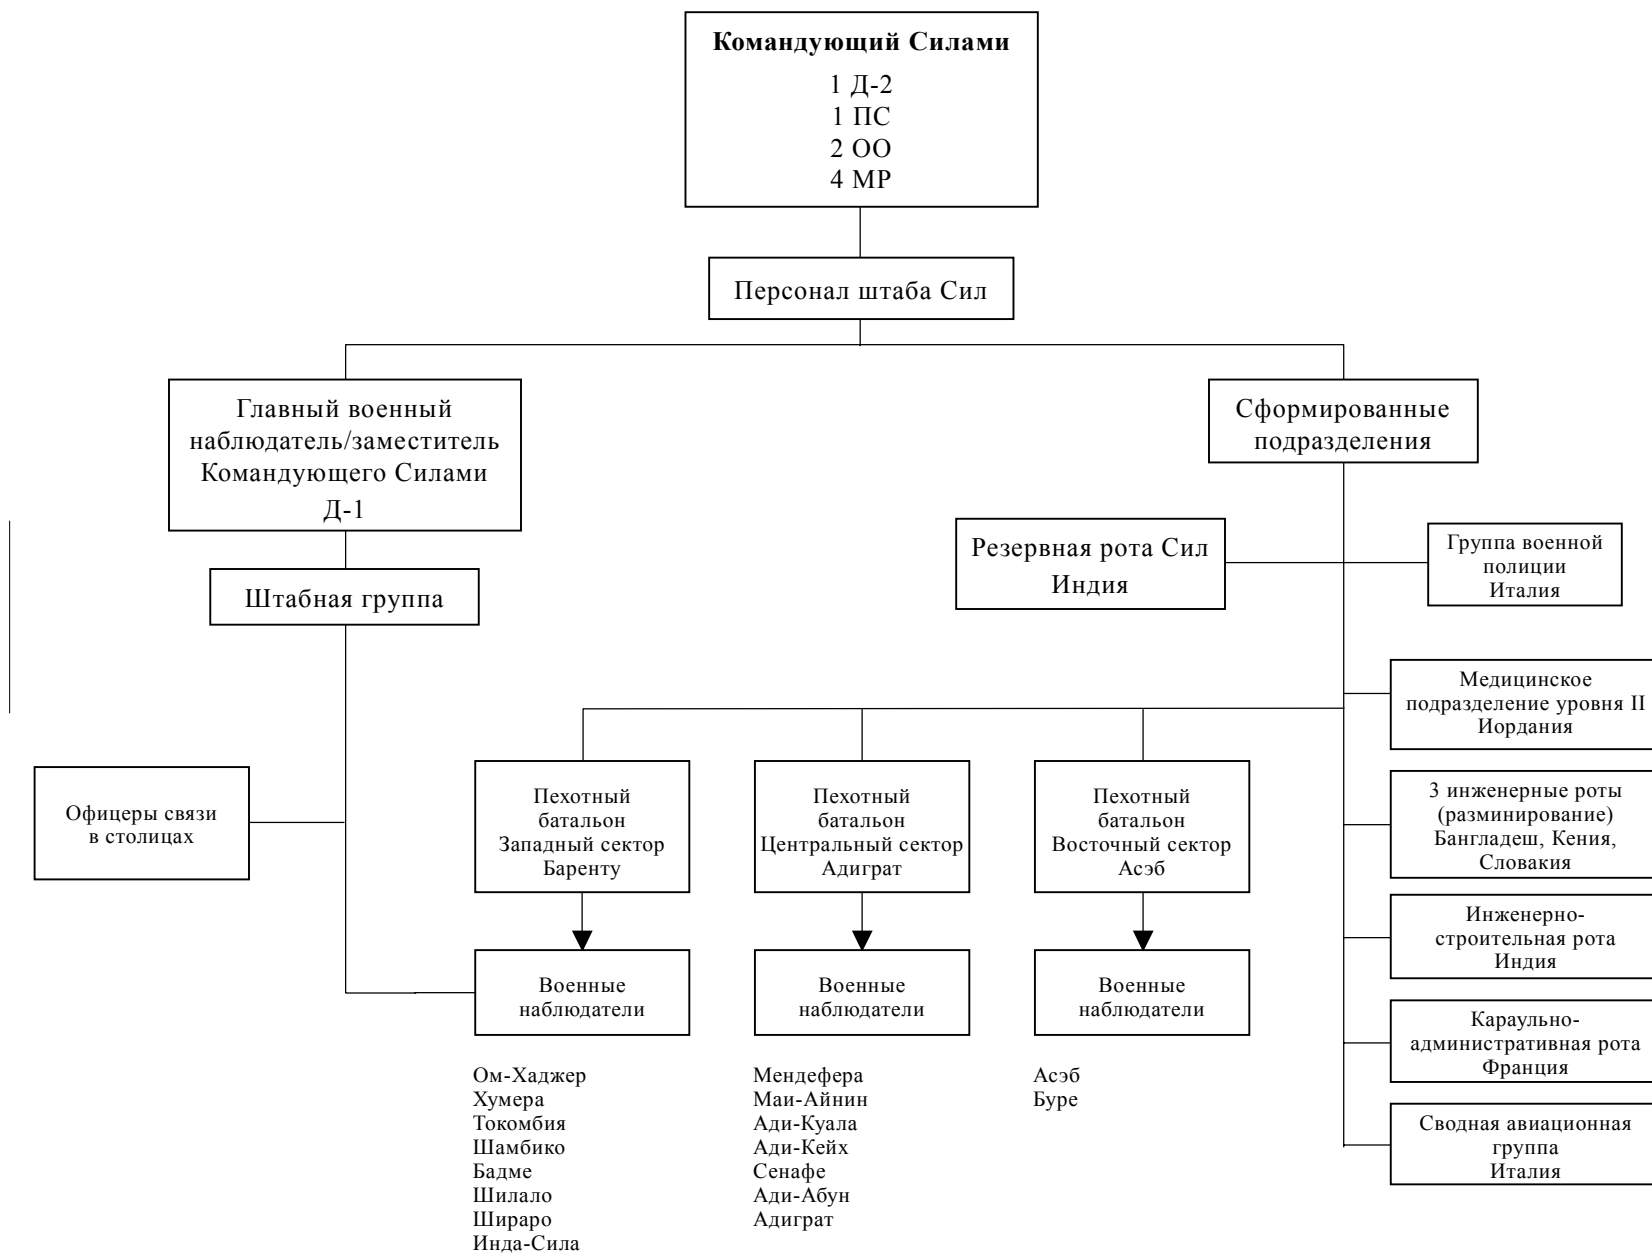 Командующий Силами
1 Д-2
1 ПС
2 ОО
4 МР
Персонал штаба Сил
Главный военный
наблюдатель/заместитель
Командующего Силами
Д-1
Сформированные
подразделения
Штабная группа
Резервная рота Сил
Индия
Группа военной
полиции
Италия
Медицинское
подразделение уровня II
Иордания
Офицеры связи
в столицах
Пехотный
батальон
Западный сектор
Баренту
Пехотный
батальон
Центральный сектор
Адиграт
Пехотный
батальон
Восточный сектор
Асэб
3 инженерные роты
(разминирование)
Бангладеш, Кения,
Словакия
Инженерно-
строительная рота
Индия
Военные
наблюдатели
Военные
наблюдатели
Военные
наблюдатели
Караульно-
административная рота
Франция
Сводная авиационная
группа
Италия
Ом-Хаджер
Хумера
Токомбия
Шамбико
Бадме
Шилало
Шираро
Инда-Сила
Мендефера
Маи-Айнин
Ади-Куала
Ади-Кейх
Сенафе
Ади-Абун
Адиграт
Асэб
Буре